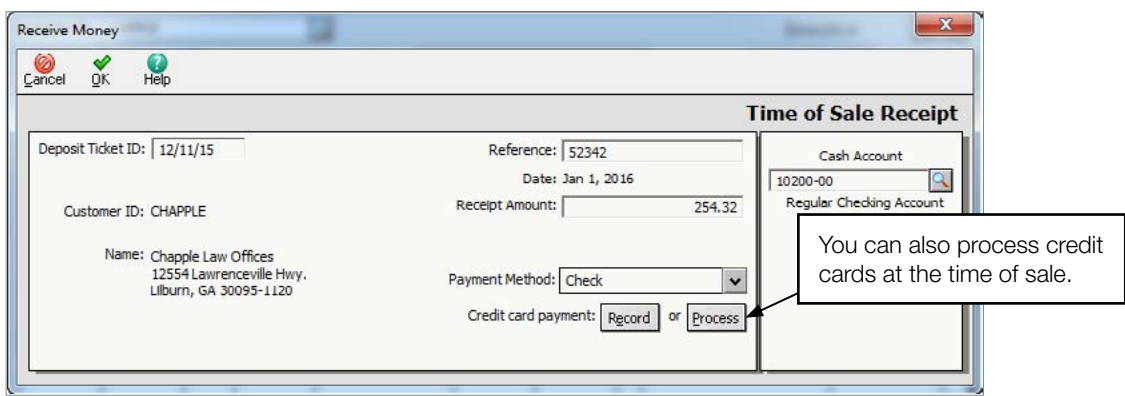 Receive Money
Cancel OK Help
Time of Sale Receipt
Deposit Ticket ID: 12/11/15
Reference: 52342
Date: Jan 1, 2016
Customer ID: CHAPPLE
Receipt Amount: 254.32
Name: Chapple Law Offices
12554 Lawrenceville Hwy.
Lilburn, GA 30095-1120
Payment Method: Check
Credit card payment: Record or Process
Cash Account
10200-00
Regular Checking Account
You can also process credit
cards at the time of sale.